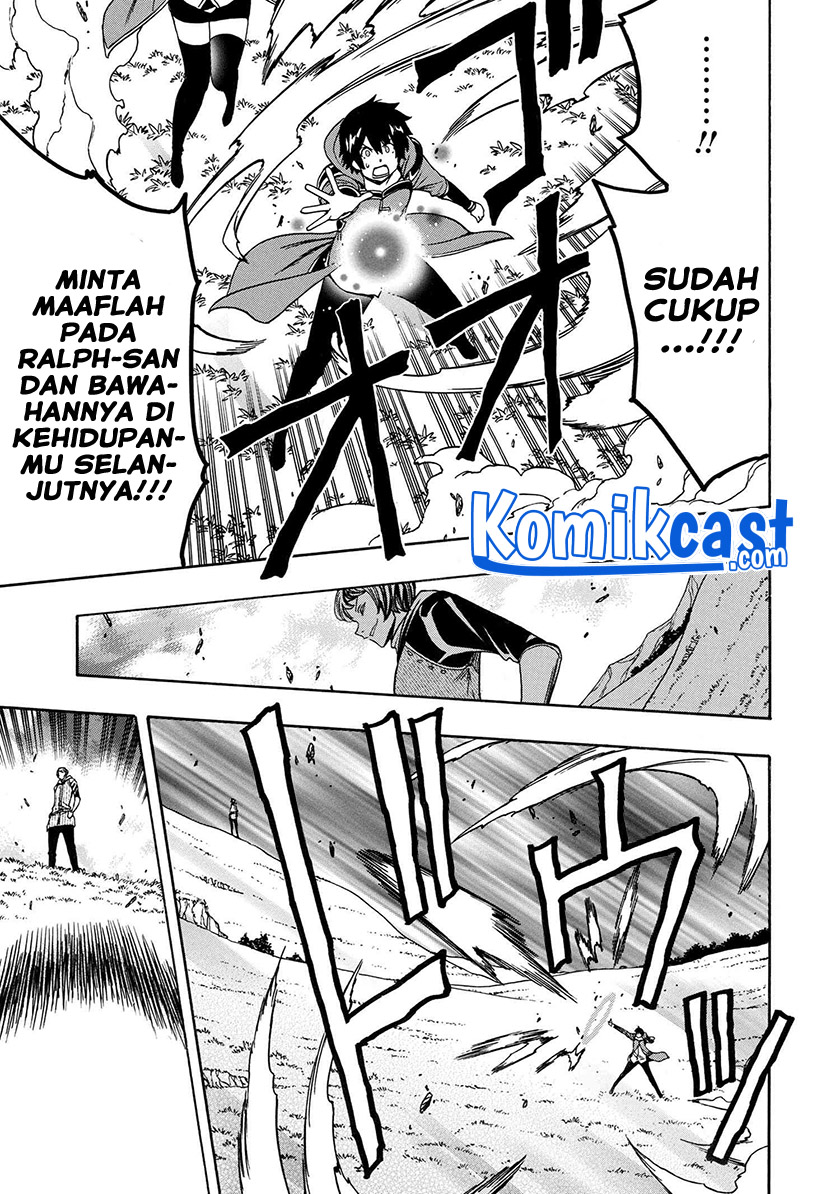 .......!!
SUDAH
CUKUP
...!!!
MINTA
MAAFLAH
PADA
RALPH-SAN
DAN BAWA-
HANNYA DI
KEHIDUPAN-
MU SELAN-
JUTNYA!!!
ゴオオ
Komikcast
.com
ドウッ!!